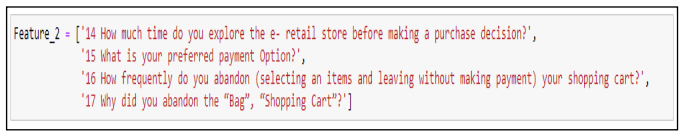 Feature_2 = ['14 How much time do you explore the e- retail store before making a purchase decision?',
'15 What is your preferred payment Option?',
'16 How frequently do you abandon (selecting an items and leaving without making payment) your shopping cart?',
'17 Why did you abandon the “Bag”, “Shopping Cart”?']